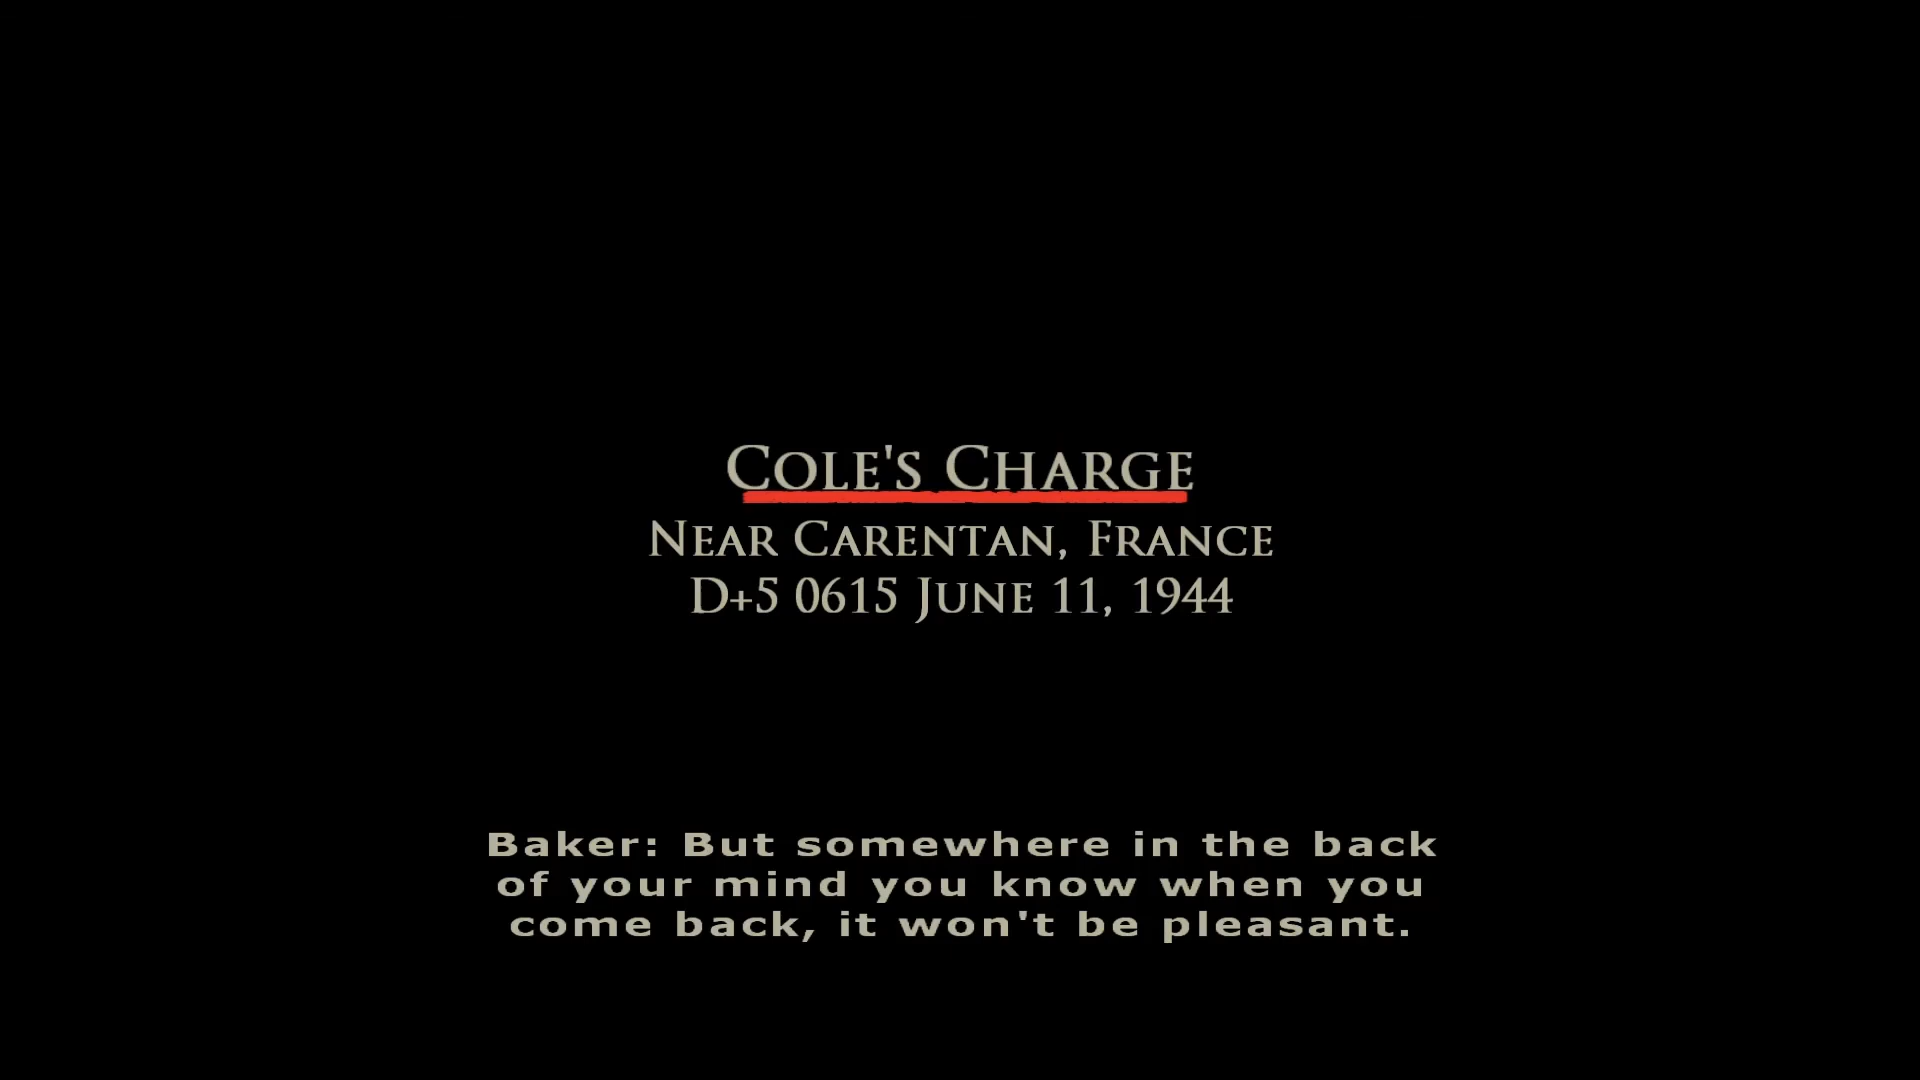 Cole's Charge
Near Carentan, France
D+5 0615 June 11, 1944
Baker: But somewhere in the back
of your mind you know when you
come back, it won't be pleasant.